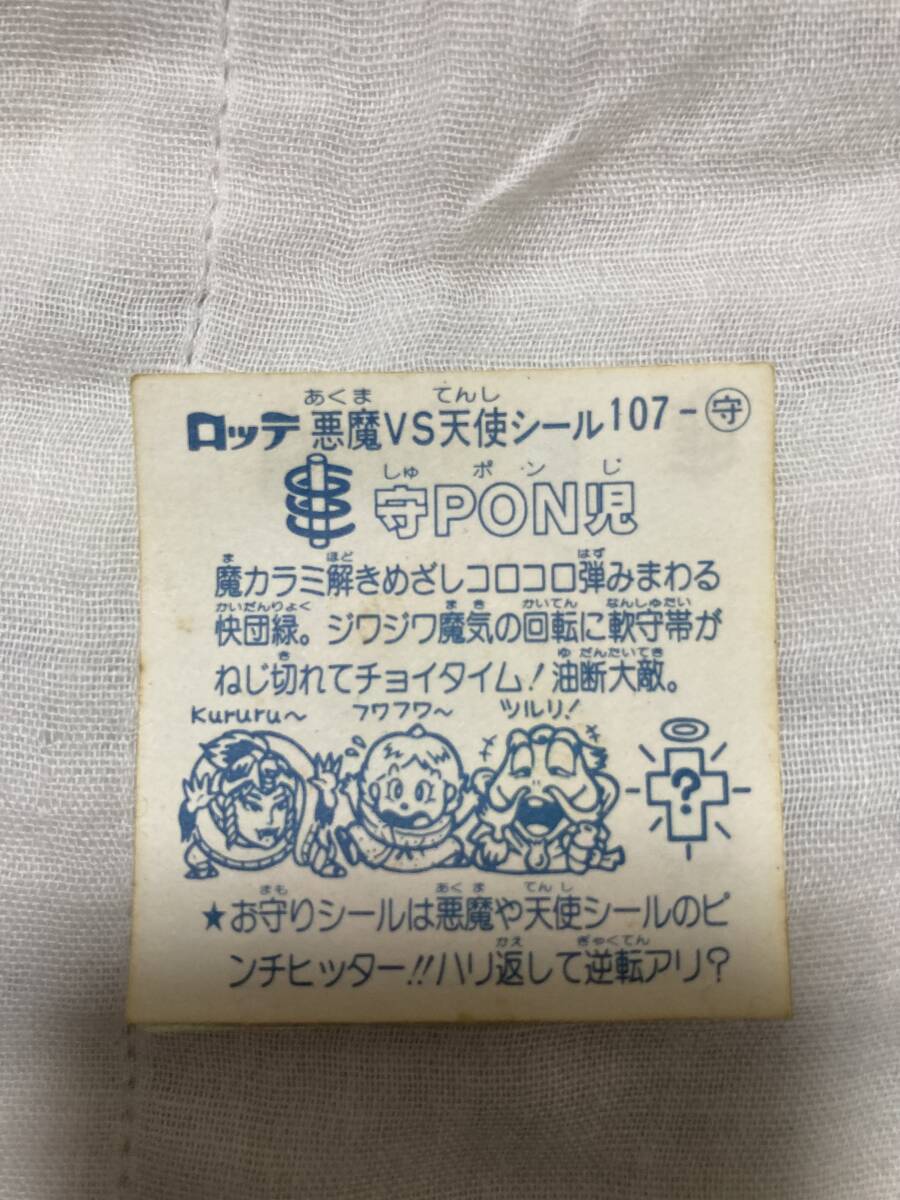 あくま てんし
ロッテ 悪魔VS天使シール 107-守
しゅ ポ ン じ
守PON児
ま ほど はず
魔カラミ解きめざしコロコロ弾みまわる
かいだんりょく まき かいてん なんしゅたい
快団緑。ジワジワ魔気の回転に軟守帯が
き ゆだんたいてき
ねじ切れてチョイタイム!油断大敵。
Kururu〜 フワフワ〜 ツルリ!
?
まも あくま てんし
★お守りシールは悪魔や天使シールのピ
かえ ぎゃくてん
ンチヒッター!!ハリ返して逆転アリ?